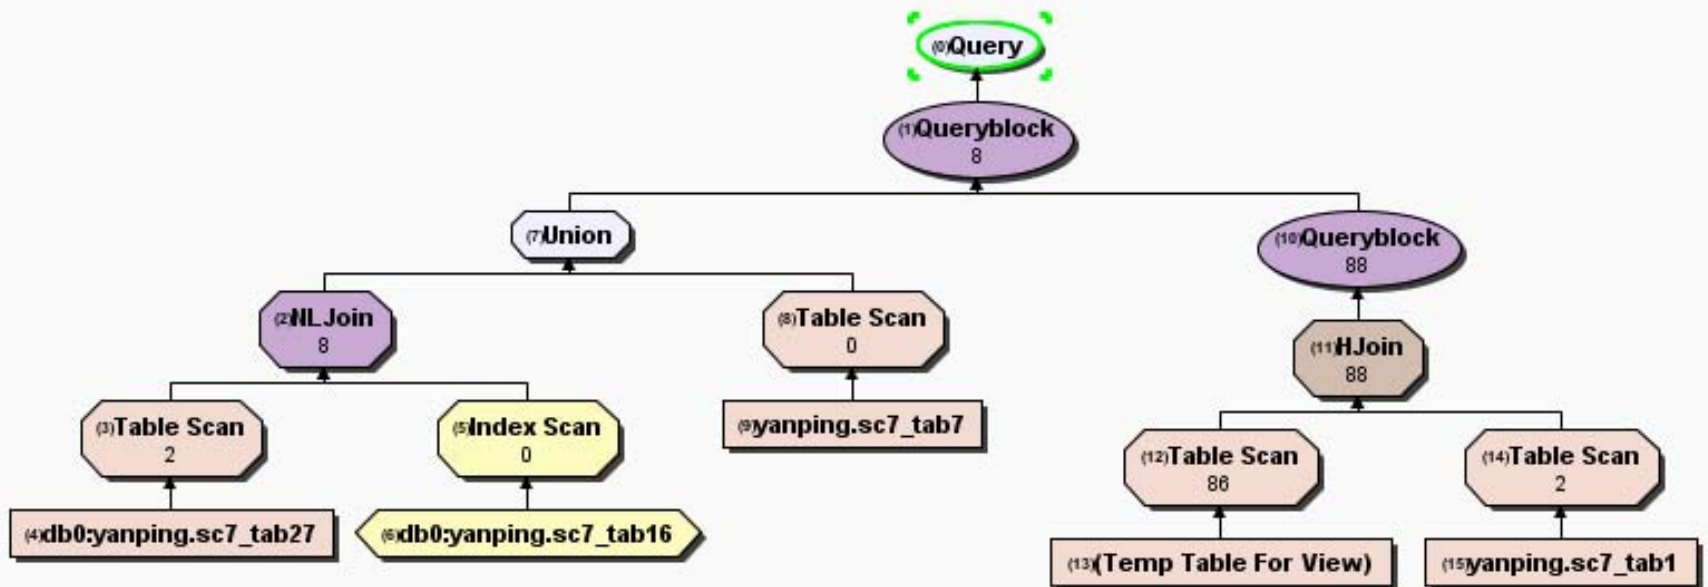 (0)Query
(1)Queryblock
8
(7)Union
(10)Queryblock
88
(2)NLJoin
8
(8)Table Scan
0
(11)HJoin
88
(3)Table Scan
2
(5)Index Scan
0
(9)yanping.sc7_tab7
(12)Table Scan
86
(14)Table Scan
2
(4)db0:yanping.sc7_tab27
(6)db0:yanping.sc7_tab16
(13)(Temp Table For View)
(15)yanping.sc7_tab1